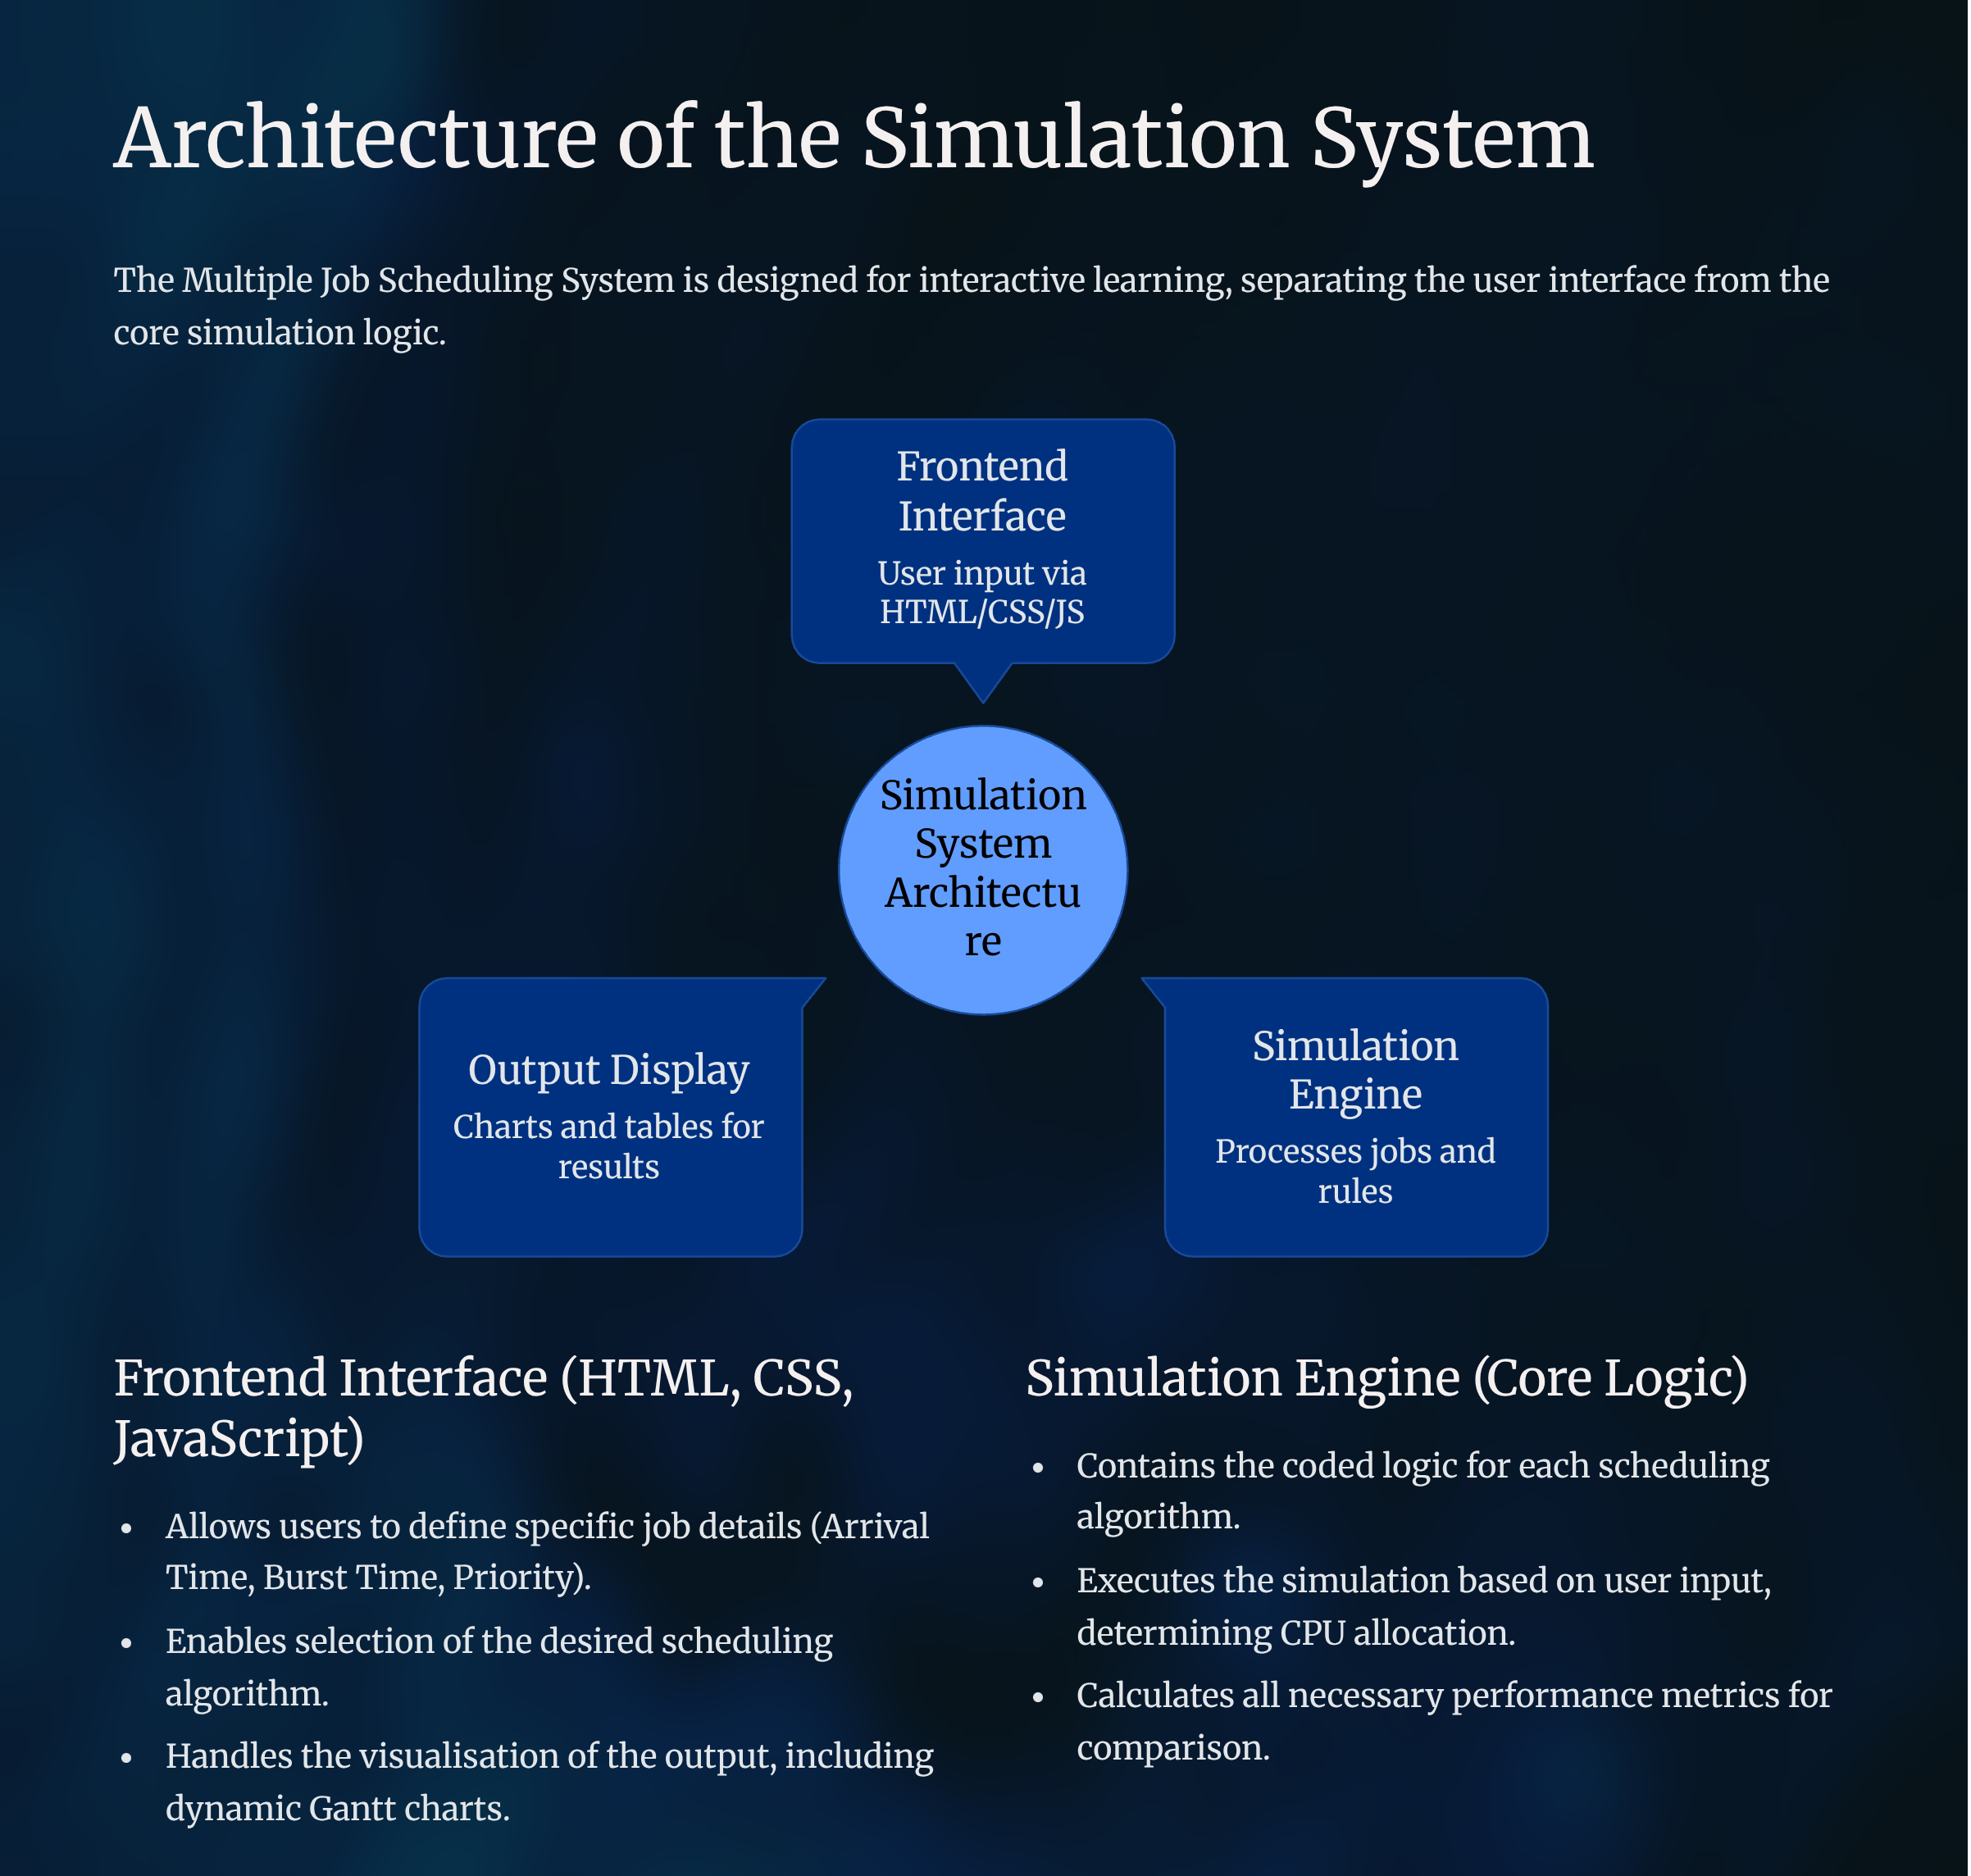 Architecture of the Simulation System
The Multiple Job Scheduling System is designed for interactive learning, separating the user interface from the
core simulation logic.
Frontend
Interface
User input via
HTML/CSS/JS
Simulation
System
Architectu
re
Output Display
Charts and tables for
results
Simulation
Engine
Processes jobs and
rules
Frontend Interface (HTML, CSS,
JavaScript)
• Allows users to define specific job details (Arrival
Time, Burst Time, Priority).
• Enables selection of the desired scheduling
algorithm.
• Handles the visualisation of the output, including
dynamic Gantt charts.
Simulation Engine (Core Logic)
• Contains the coded logic for each scheduling
algorithm.
• Executes the simulation based on user input,
determining CPU allocation.
• Calculates all necessary performance metrics for
comparison.